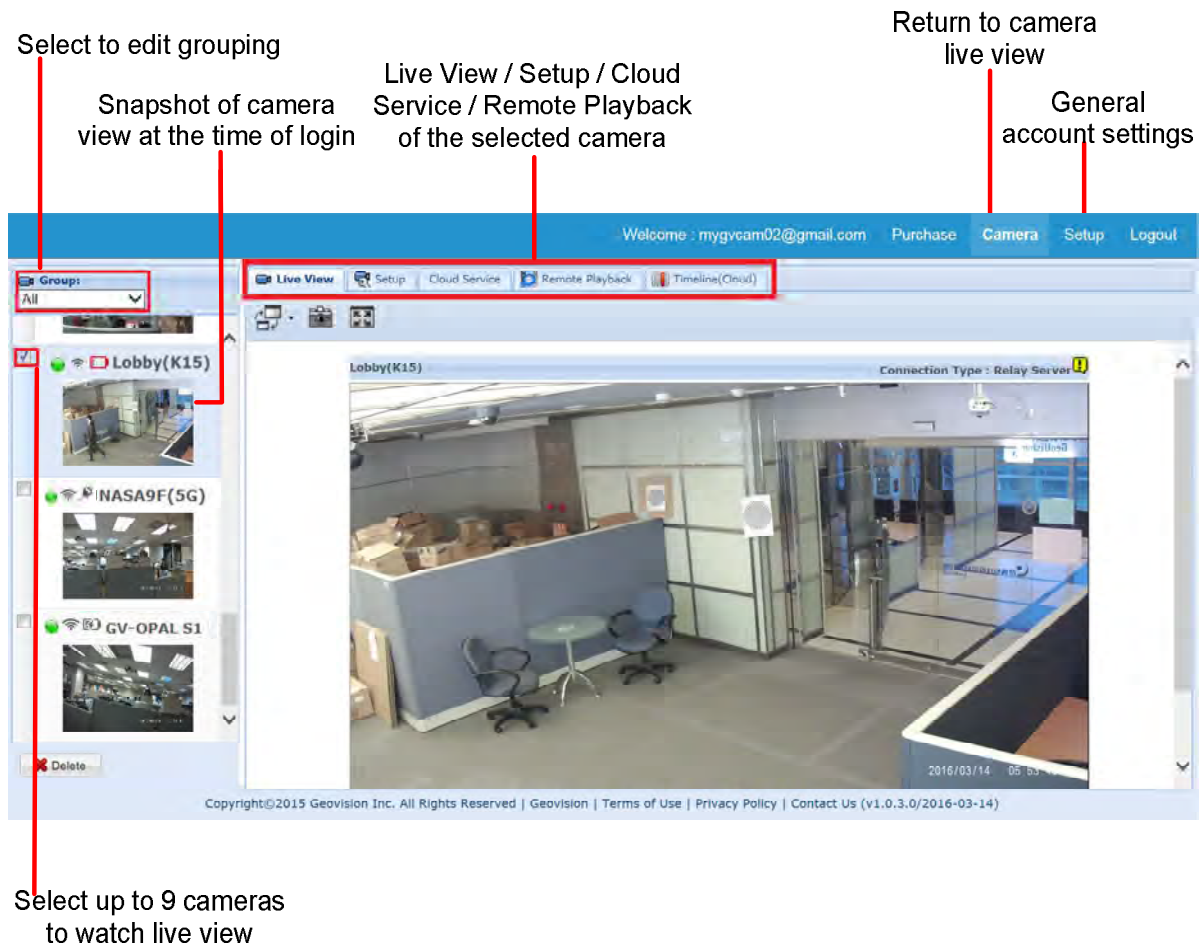 Return to camera
live view
Select to edit grouping
Live View / Setup / Cloud
Service / Remote Playback
of the selected camera
Snapshot of camera
view at the time of login
General
account settings
Welcome : mygvcam02@gmail.com Purchase Camera Setup Logout
Group:
All
Live View Setup Cloud Service Remote Playback Timeline(Cloud)
Lobby(K15)
NASA9F(5G)
GV-OPAL S1
Delete
Lobby(K15) Connection Type : Relay Server
2016/03/14 05 53
Copyright©2015 Geovision Inc. All Rights Reserved | Geovision | Terms of Use | Privacy Policy | Contact Us (v1.0.3.0/2016-03-14)
Select up to 9 cameras
to watch live view